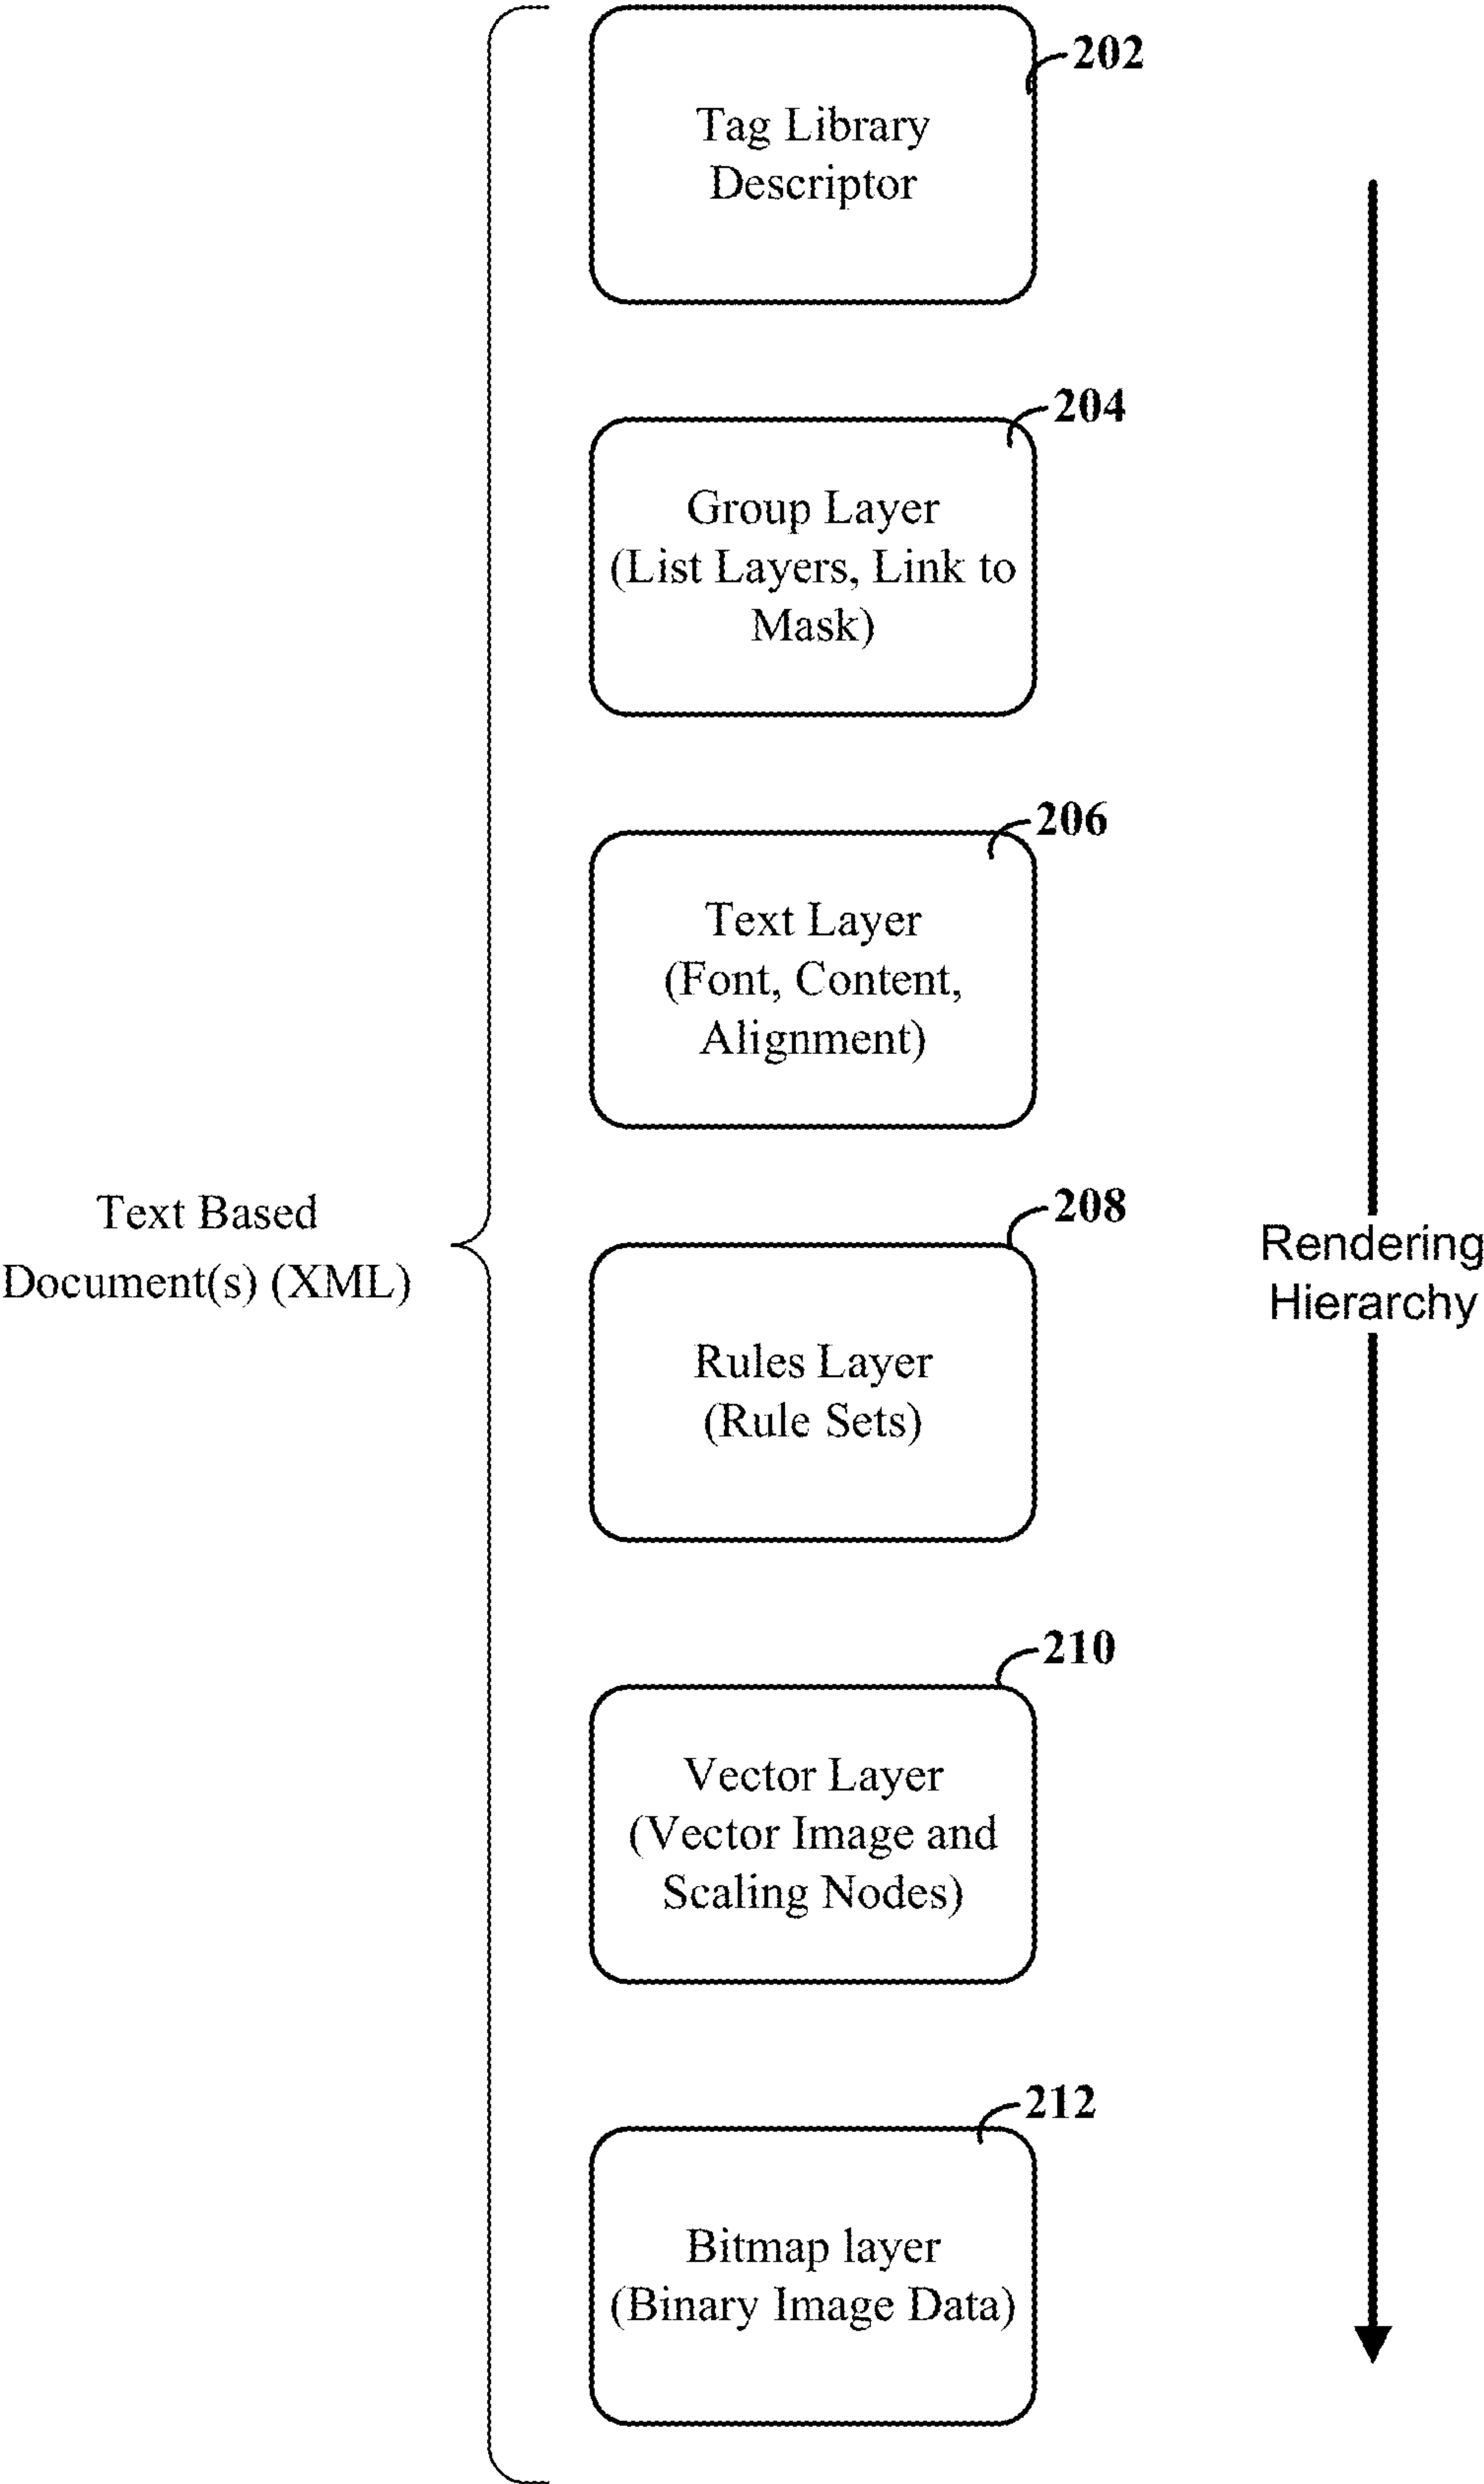 202
Tag Library
Descriptor
204
Group Layer
(List Layers, Link to
Mask)
206
Text Layer
(Font, Content,
Alignment)
Text Based
Document(s) (XML)
208
Rules Layer
(Rule Sets)
Rendering
Hierarchy
210
Vector Layer
(Vector Image and
Scaling Nodes)
212
Bitmap layer
(Binary Image Data)